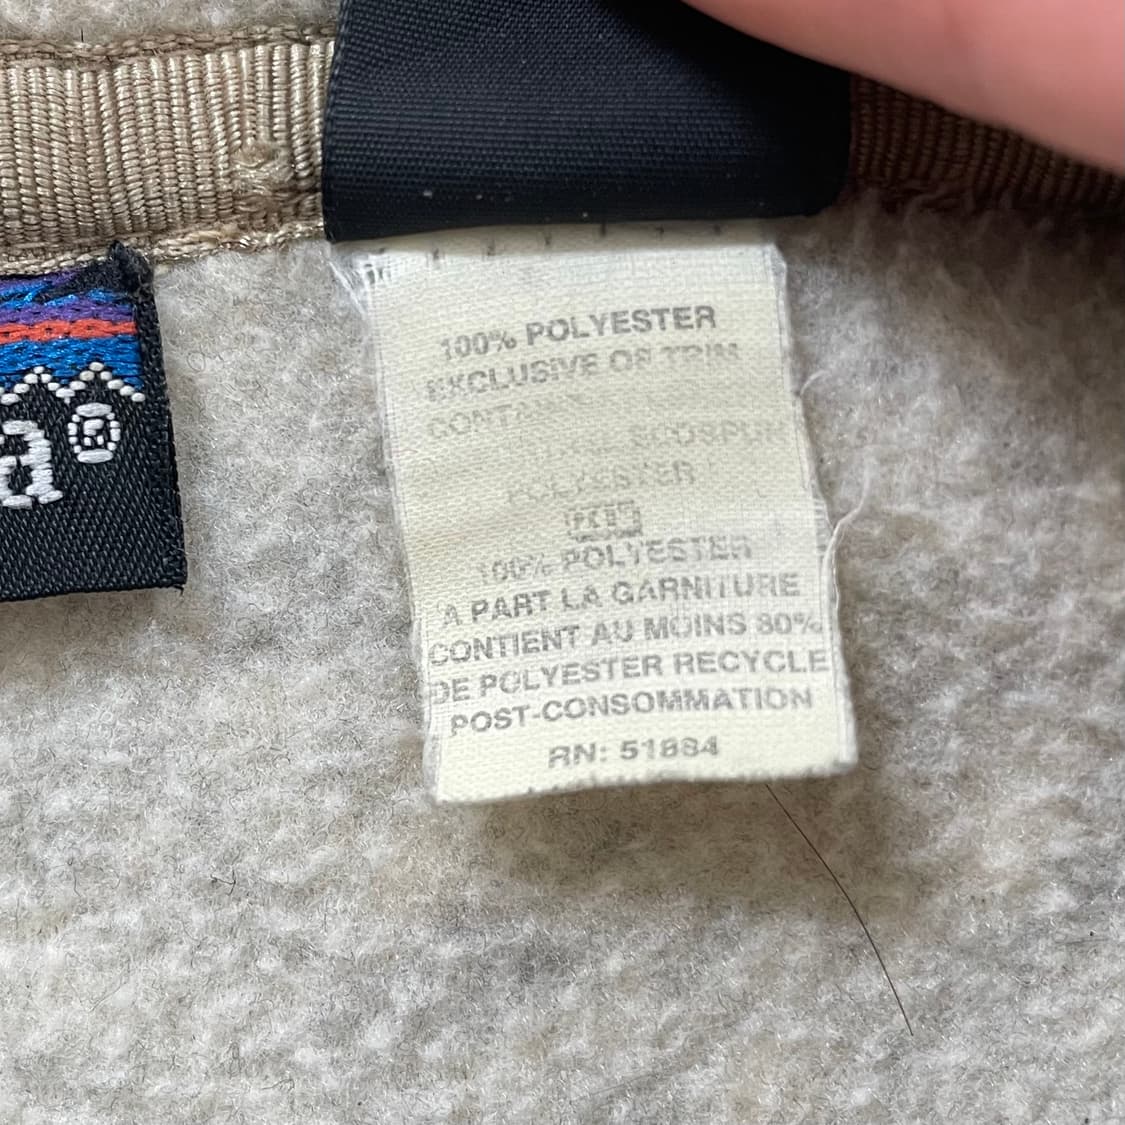 a®
100% POLYESTER
EXCLUSIVE OF TRIM
POLYESTER
100% POLYESTER
A PART LA GARNITURE
CONTIENT AU MOINS 80%
DE POLYESTER RECYCLE
POST-CONSOMMATION
RN: 51884